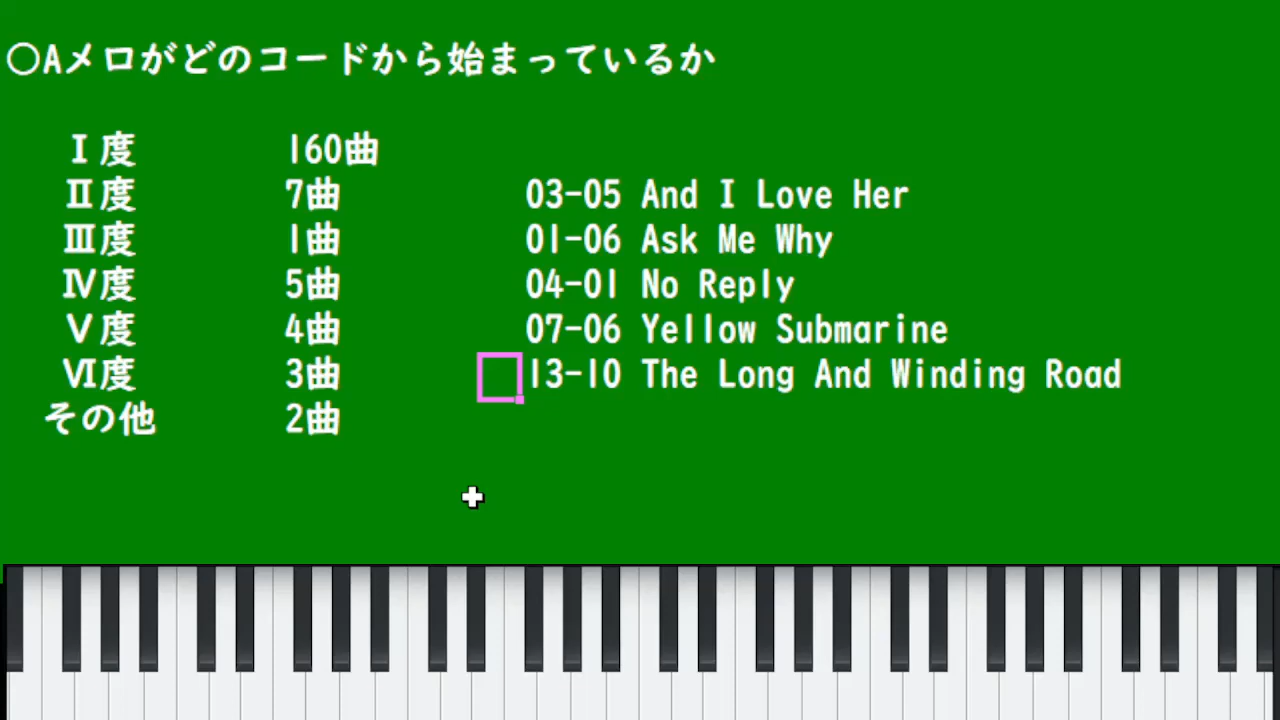 ○Aメロがどのコードから始まっているか
Ⅰ度 160曲
Ⅱ度 7曲 03-05 And I Love Her
Ⅲ度 1曲 01-06 Ask Me Why
Ⅳ度 5曲 04-01 No Reply
Ⅴ度 4曲 07-06 Yellow Submarine
Ⅵ度 3曲 13-10 The Long And Winding Road
その他 2曲